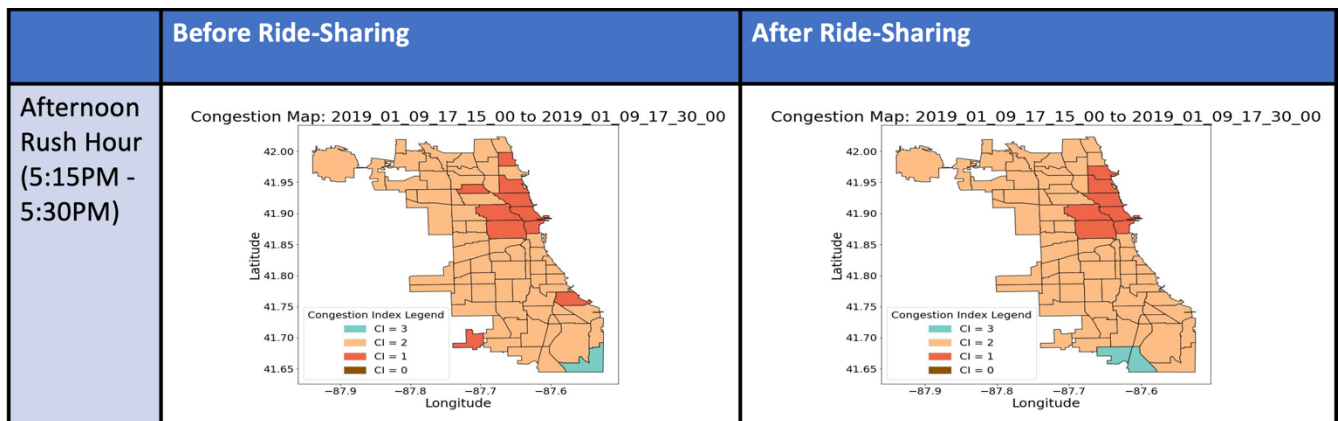 Before Ride-Sharing
After Ride-Sharing
Afternoon
Rush Hour
(5:15PM -
5:30PM)
Congestion Map: 2019_01_09_17_15_00 to 2019_01_09_17_30_00
42.00
41.95
41.90
41.85
41.80
41.75
41.70
41.65
Latitude
Congestion Index Legend
CI = 3
CI = 2
CI = 1
CI = 0
−87.9
−87.8
−87.7
−87.6
Longitude
Congestion Map: 2019_01_09_17_15_00 to 2019_01_09_17_30_00
42.00
41.95
41.90
41.85
41.80
41.75
41.70
41.65
Latitude
Congestion Index Legend
CI = 3
CI = 2
CI = 1
CI = 0
−87.9
−87.8
−87.7
−87.6
Longitude